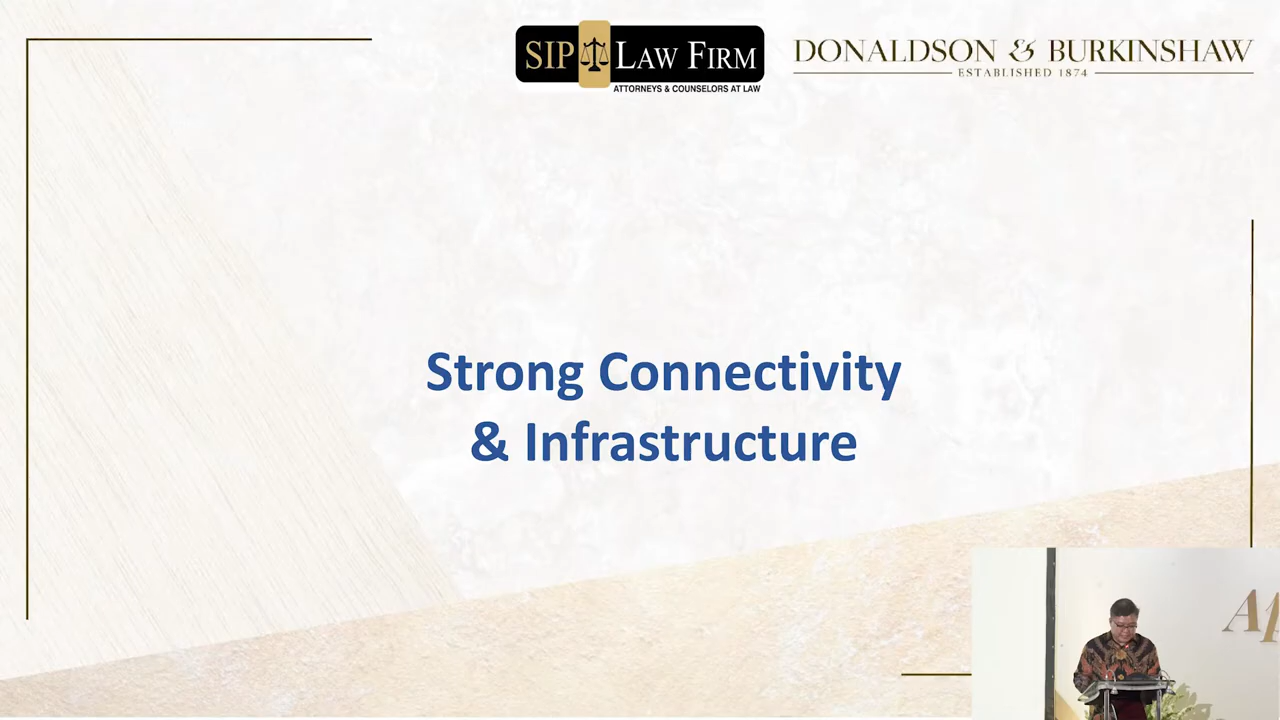 SIP LAW FIRM
ATTORNEYS & COUNSELORS AT LAW
DONALDSON & BURKINSHAW
ESTABLISHED 1874
Strong Connectivity
& Infrastructure